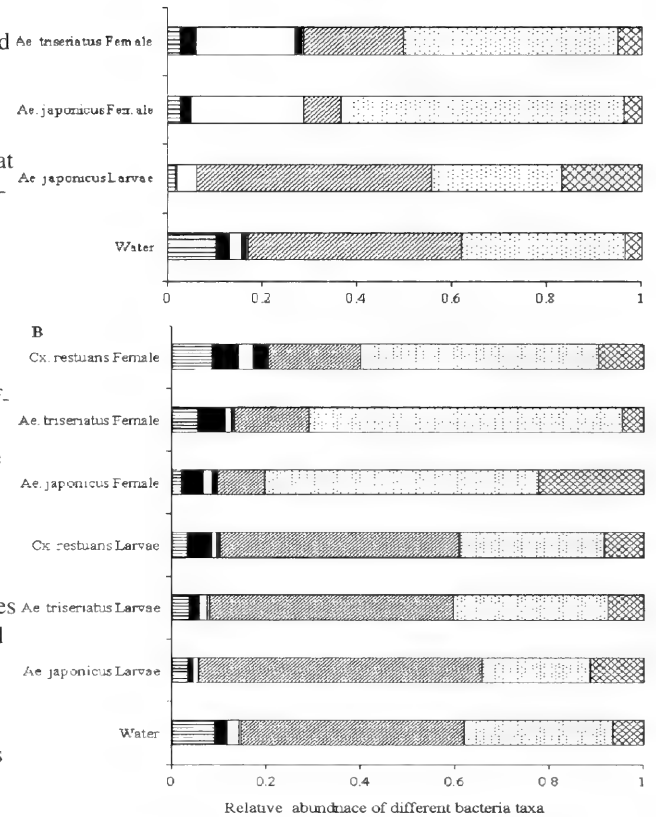 d
Ae triseriatus Female
Ae. japonicus Female
at
Ae japonicus Larvae
Water
0 0.2 0.4 0.6 0.8 1
B
Cx. restuans Female
Ae. triseriatus Female
Ae. japonicus Female
Cx restuans Larvae
es
Ae triseriatus Larvae
d
Ae japonicus Larvae
Water
s
0 0.2 0.4 0.6 0 8 1
Relative abundnace of different bacteria taxa